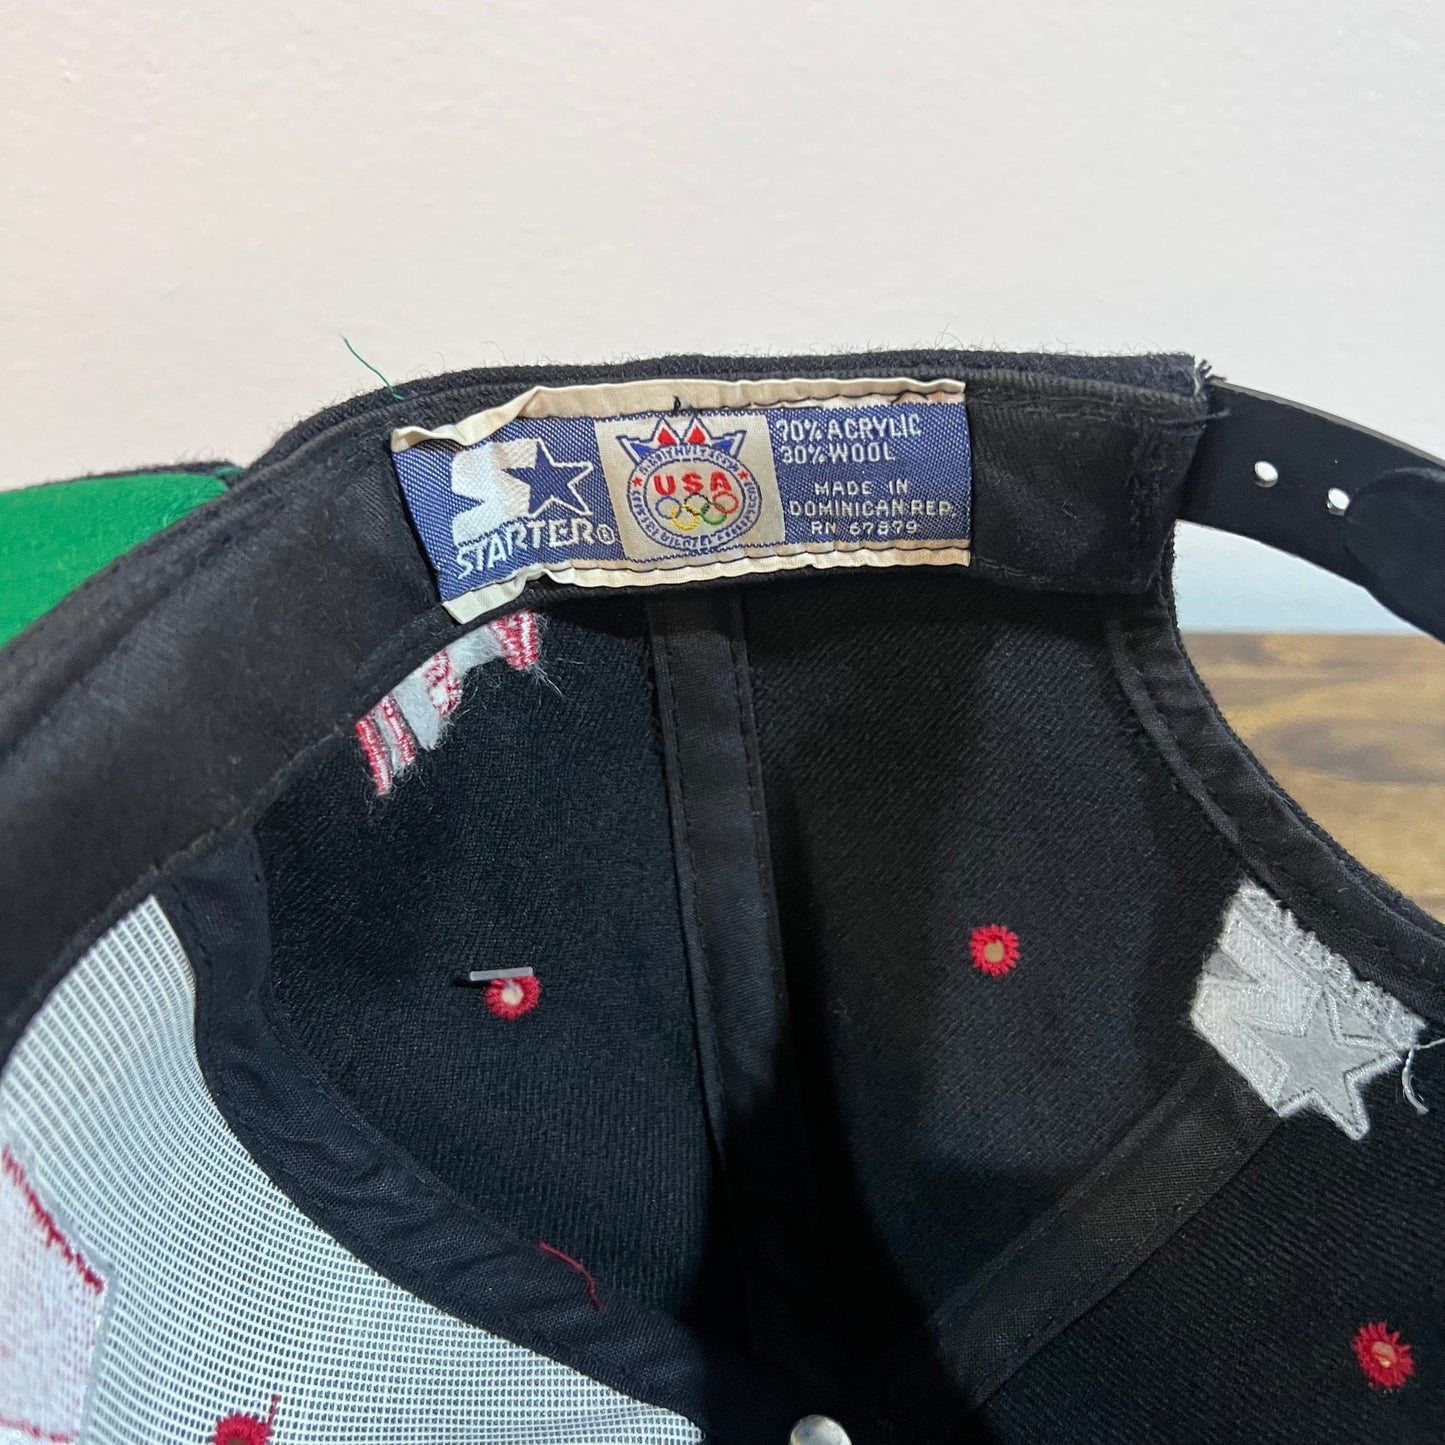 STARTER®
USA
70% ACRYLIC
30% WOOL
MADE IN
DOMINICAN REP.
RN 67879